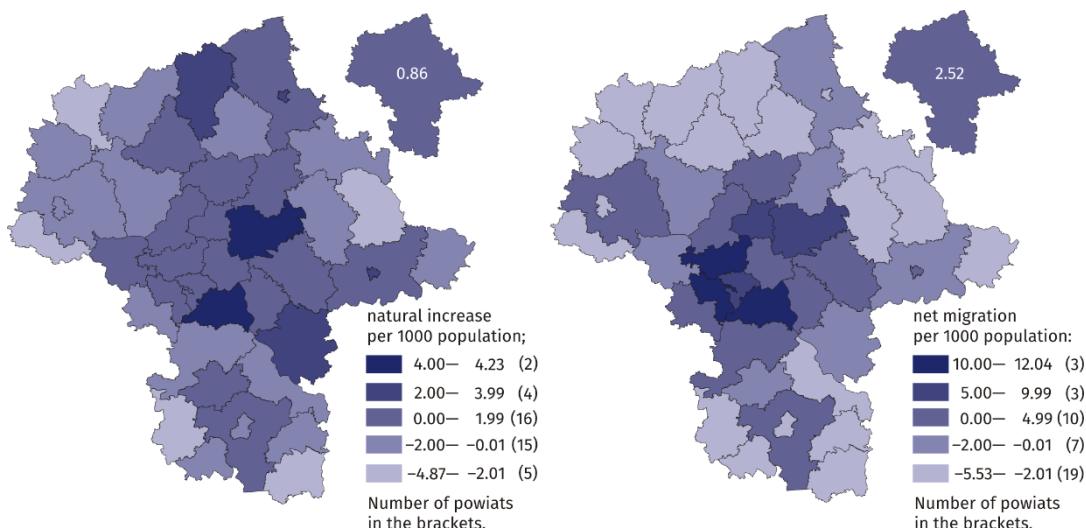 0.86
natural increase
per 1000 population;
4.00— 4.23 (2)
2.00— 3.99 (4)
0.00— 1.99 (16)
−2.00— −0.01 (15)
−4.87— −2.01 (5)
Number of powiats
in the brackets.
2.52
net migration
per 1000 population:
10.00— 12.04 (3)
5.00— 9.99 (3)
0.00— 4.99 (10)
−2.00— −0.01 (7)
−5.53— −2.01 (19)
Number of powiats
in the brackets.